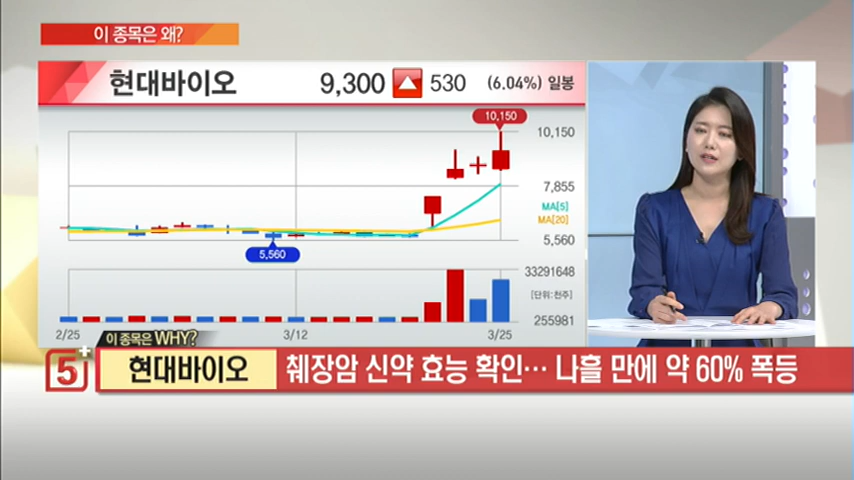 이 종목은 왜?
현대바이오 9,300 530 (6.04%) 일봉
10,150
10,150
7,855
MA[5]
MA[20]
5,560
5,560
33291648
[단위:천주]
255981
2/25 3/12 3/25
이 종목은 WHY?
5+ 현대바이오 췌장암 신약 효능 확인… 나흘 만에 약 60% 폭등